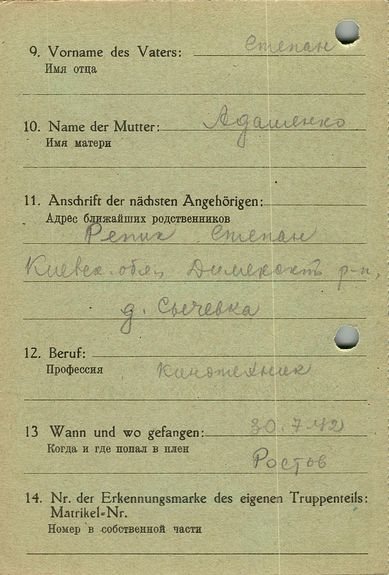 9. Vorname des Vaters: Степан
Имя отца
10. Name der Mutter: Адаменко
Имя матери
11. Anschrift der nächsten Angehörigen:
Адрес ближайших родственников
Репик Степан
Киевск. обл., р-н,
д. Сычевка
12. Beruf:
Профессия Кинотехник
13 Wann und wo gefangen: 30.7.42
Когда и где попал в плен
Ростов
14. Nr. der Erkennungsmarke des eigenen Truppenteils:
Matrikel-Nr.
Номер в собственной части